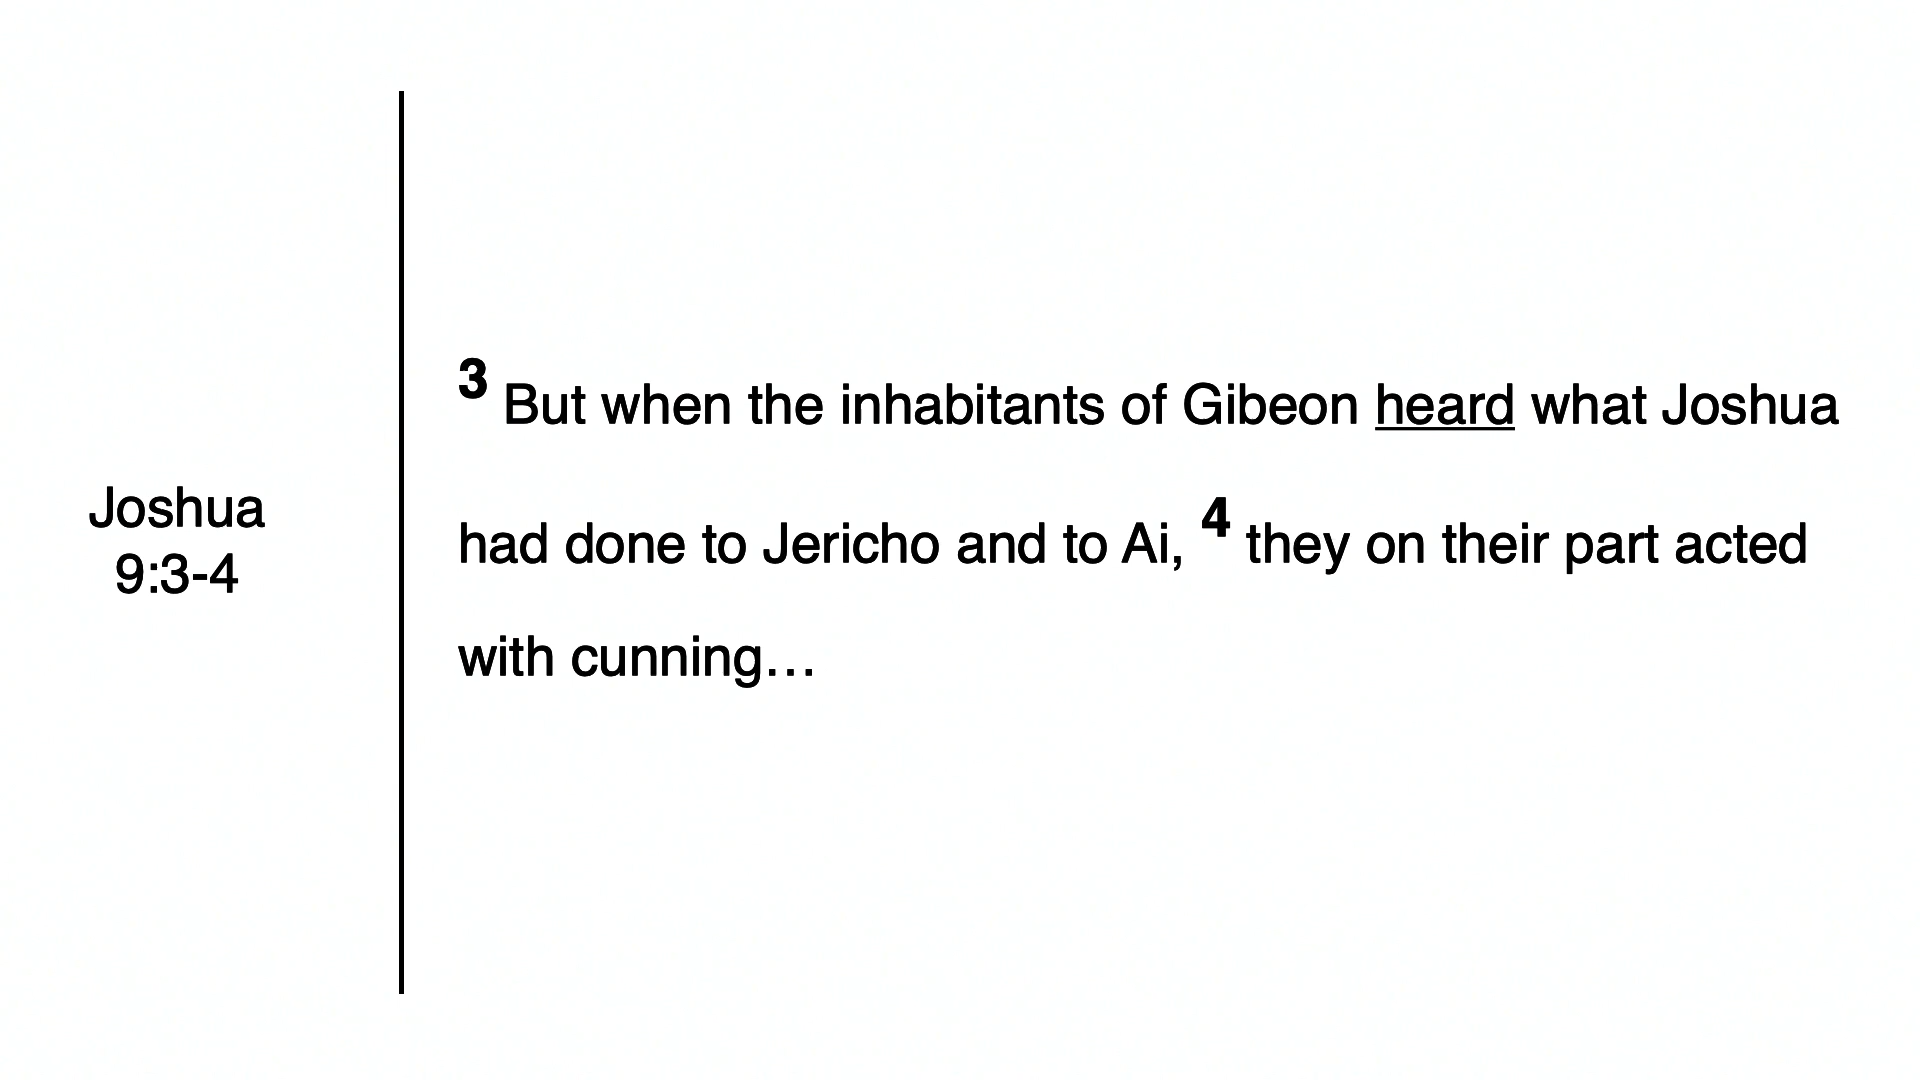 Joshua
9:3-4
3 But when the inhabitants of Gibeon heard what Joshua
had done to Jericho and to Ai, 4 they on their part acted
with cunning…